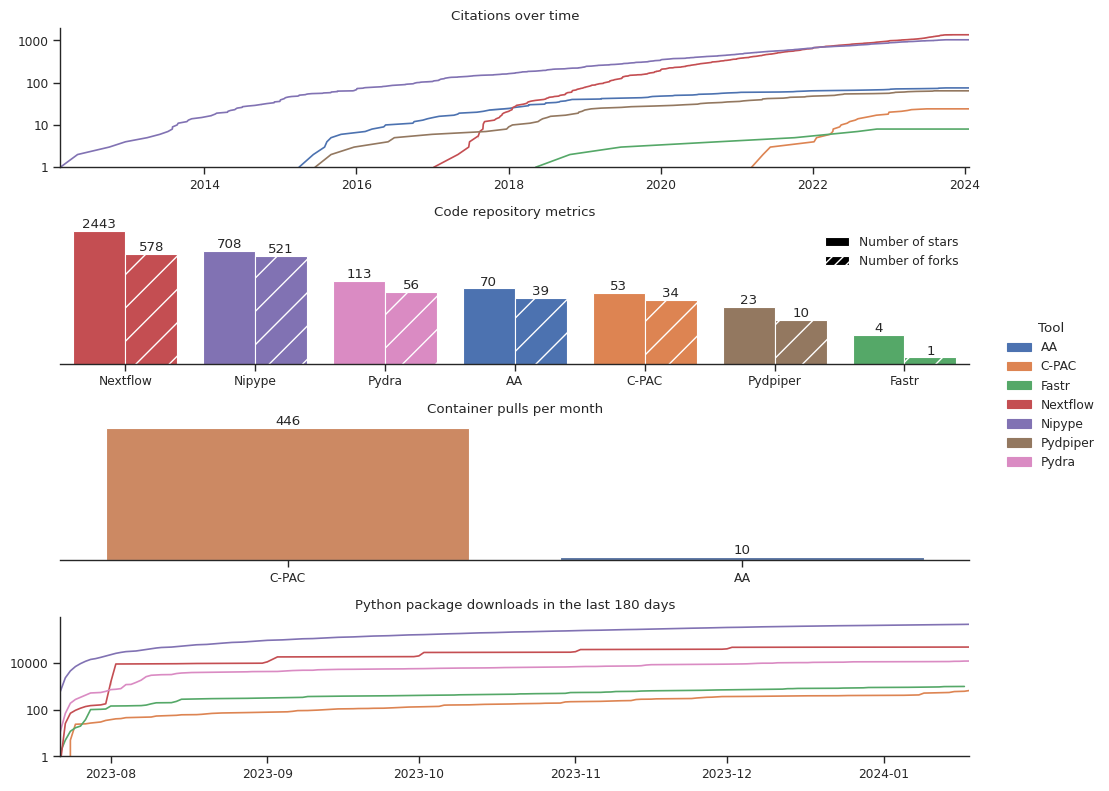 Citations over time
1000
100
10
1
2014 2016 2018 2020 2022 2024
Code repository metrics
2443 578 708 521 113 56 70 39 53 34 23 10 4 1
Number of stars
Number of forks
Nextflow Nipype Pydra AA C-PAC Pydpiper Fastr
Tool
AA
C-PAC
Fastr
Nextflow
Nipype
Pydpiper
Pydra
Container pulls per month
446 10
C-PAC AA
Python package downloads in the last 180 days
10000
100
1
2023-08 2023-09 2023-10 2023-11 2023-12 2024-01